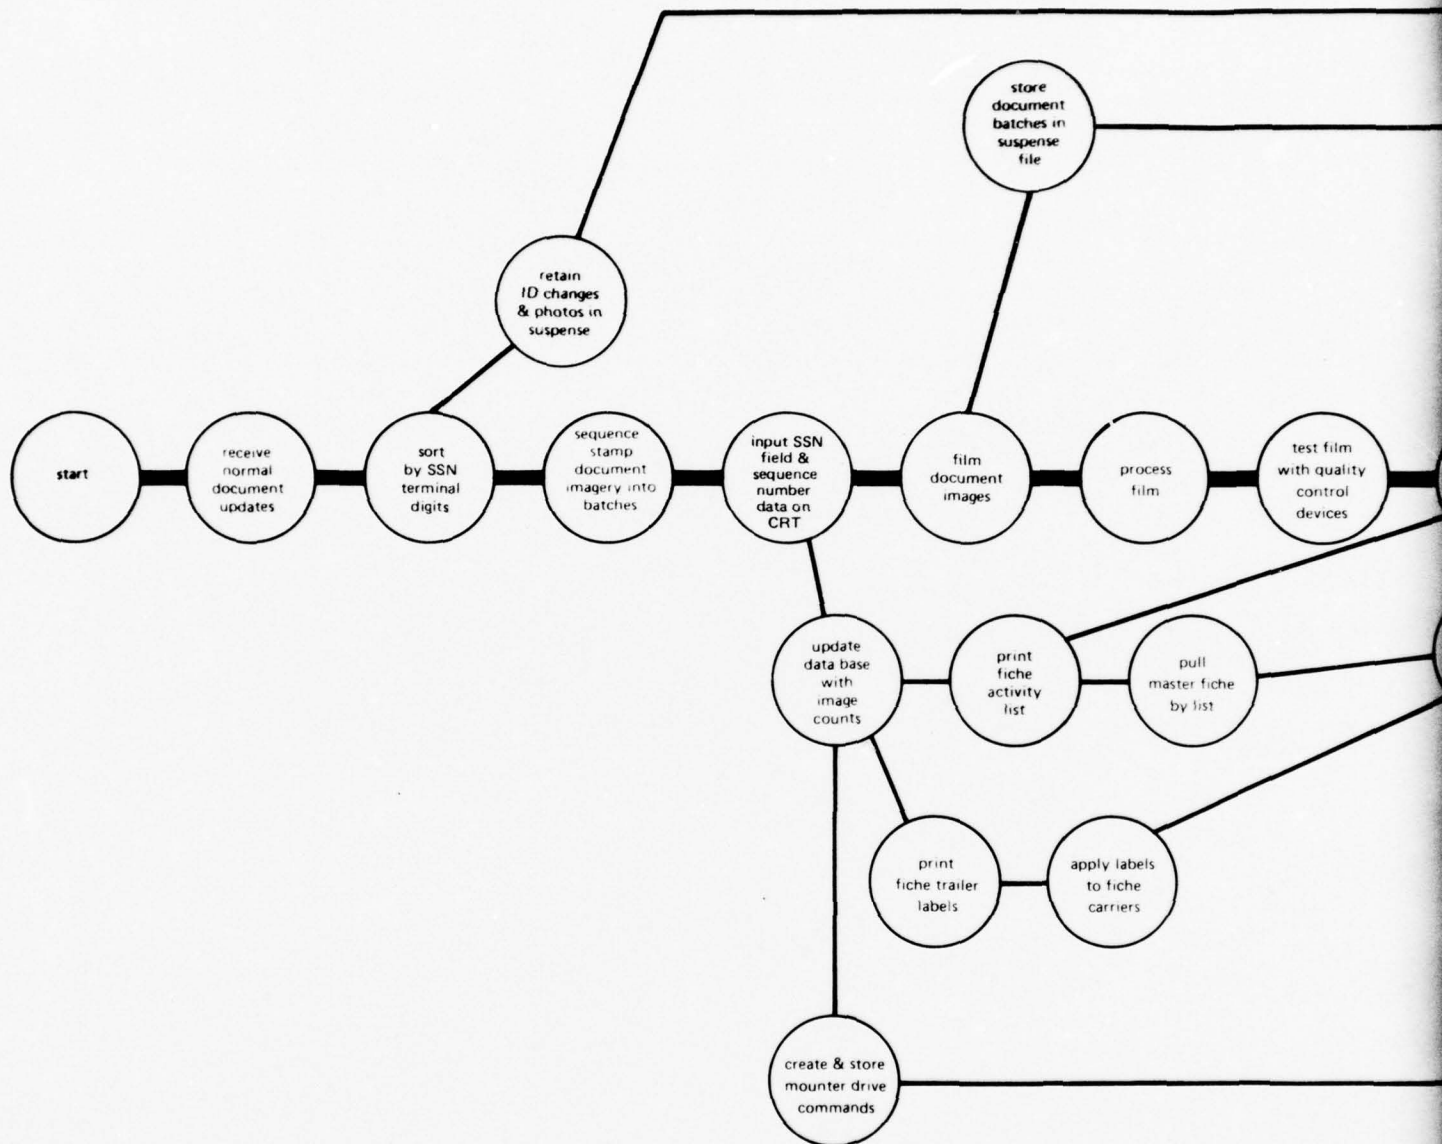 store
document
batches in
suspense
file
retain
ID changes
& photos in
suspense
start
receive
normal
document
updates
sort
by SSN
terminal
digits
sequence
stamp
document
imagery into
batches
input SSN
field &
sequence
number
data on
CRT
film
document
images
process
film
test film
with quality
control
devices
update
data base
with
image
counts
print
fiche
activity
list
pull
master fiche
by list
print
fiche trailer
labels
apply labels
to fiche
carriers
create & store
mounter drive
commands